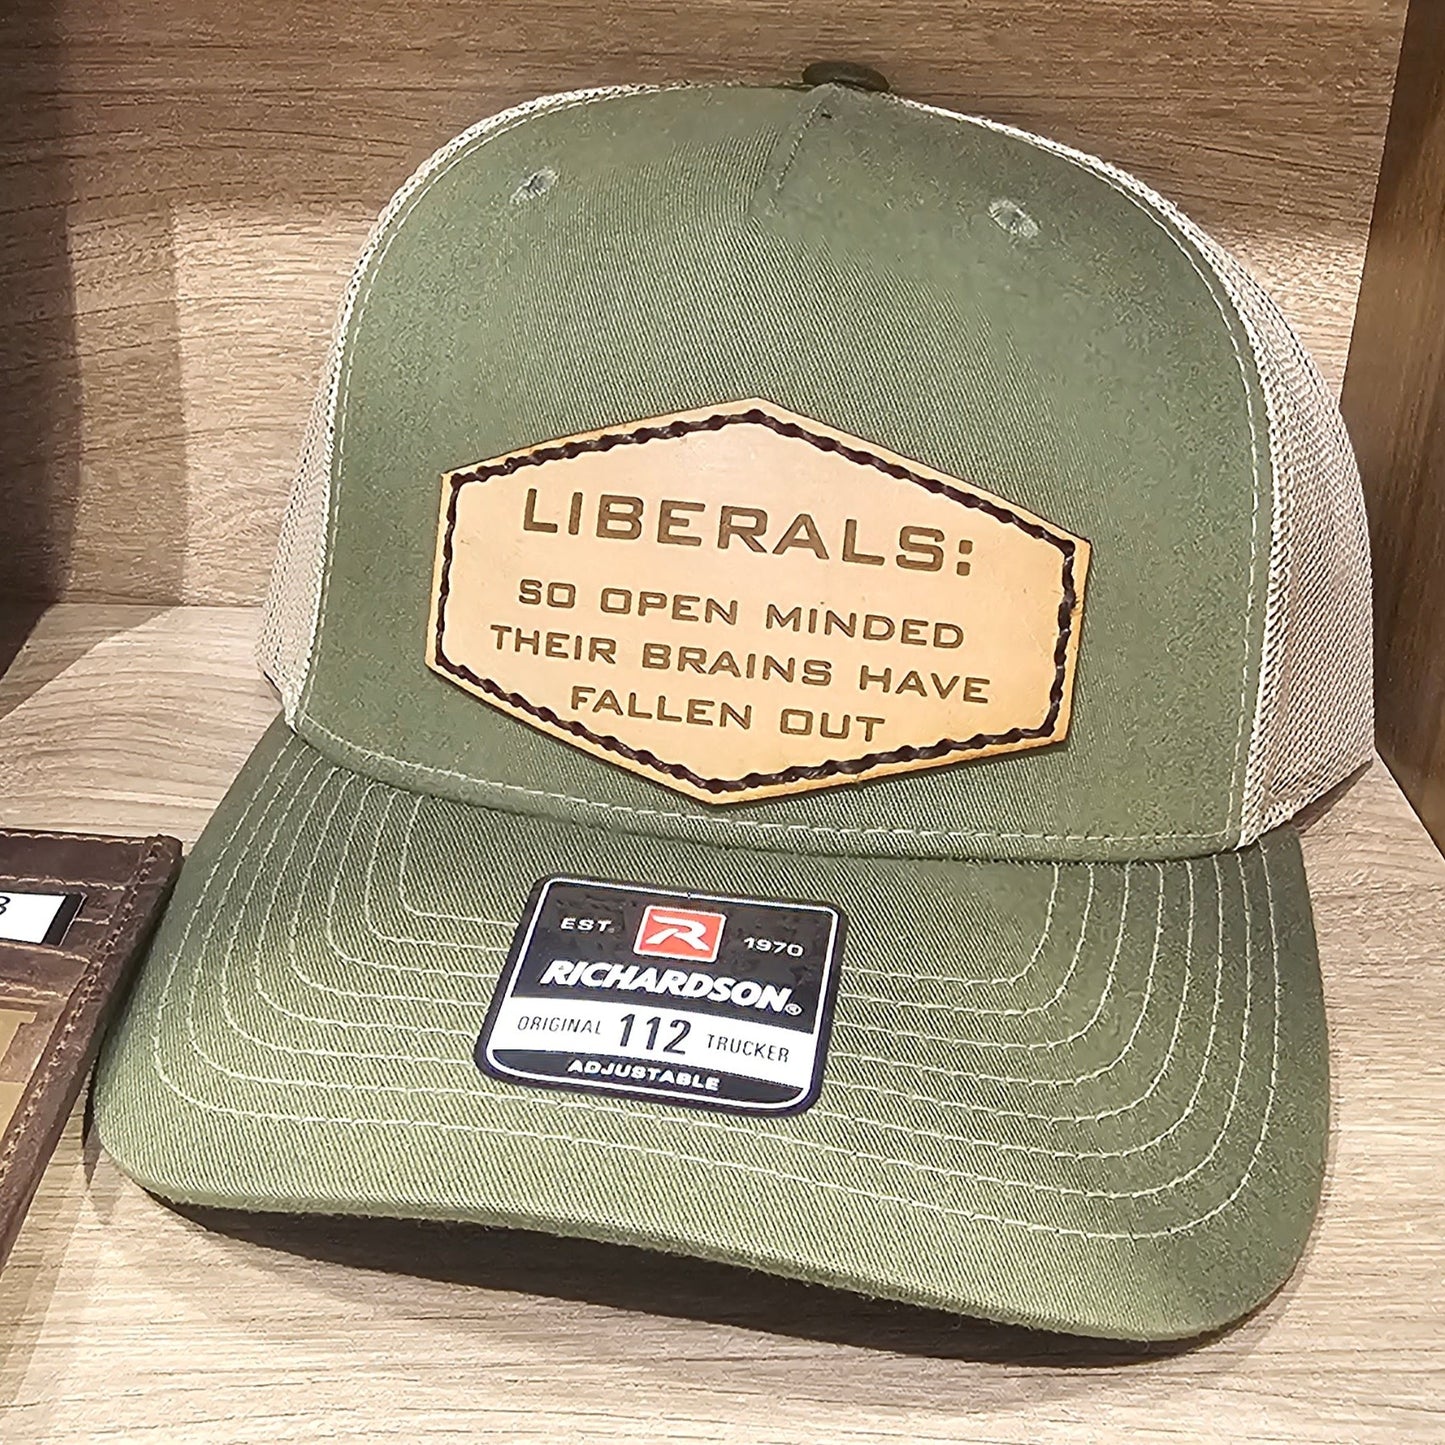 LIBERALS:
SO OPEN MINDED
THEIR BRAINS HAVE
FALLEN OUT
EST. R 1970
RICHARDSON®
ORIGINAL 112 TRUCKER
ADJUSTABLE